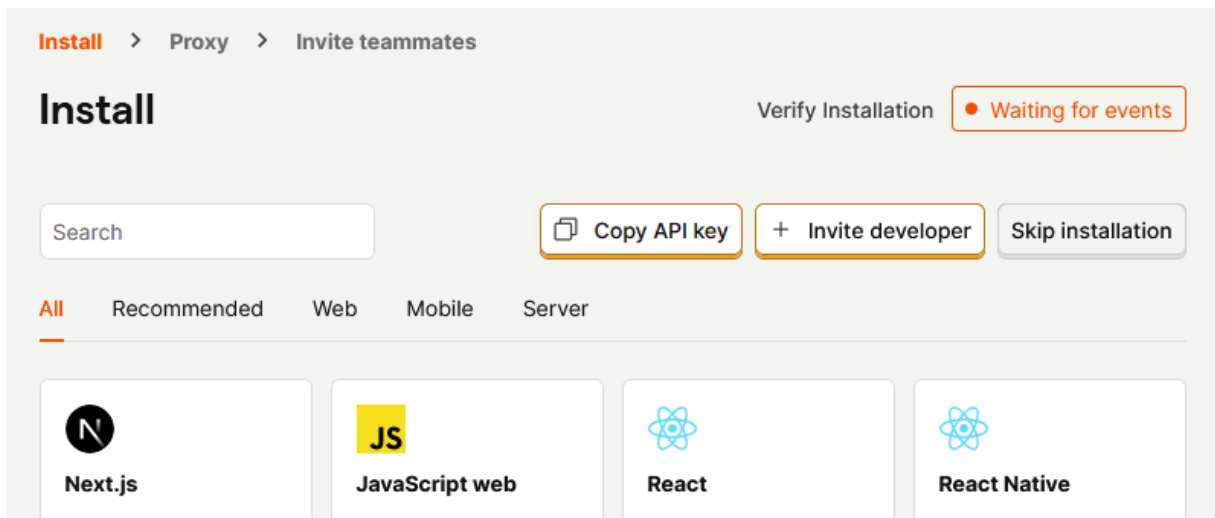 Install > Proxy > Invite teammates
Install
Verify Installation
Waiting for events
Search
Copy API key
+ Invite developer
Skip installation
All Recommended Web Mobile Server
N
JS
Next.js
JavaScript web
React
React Native